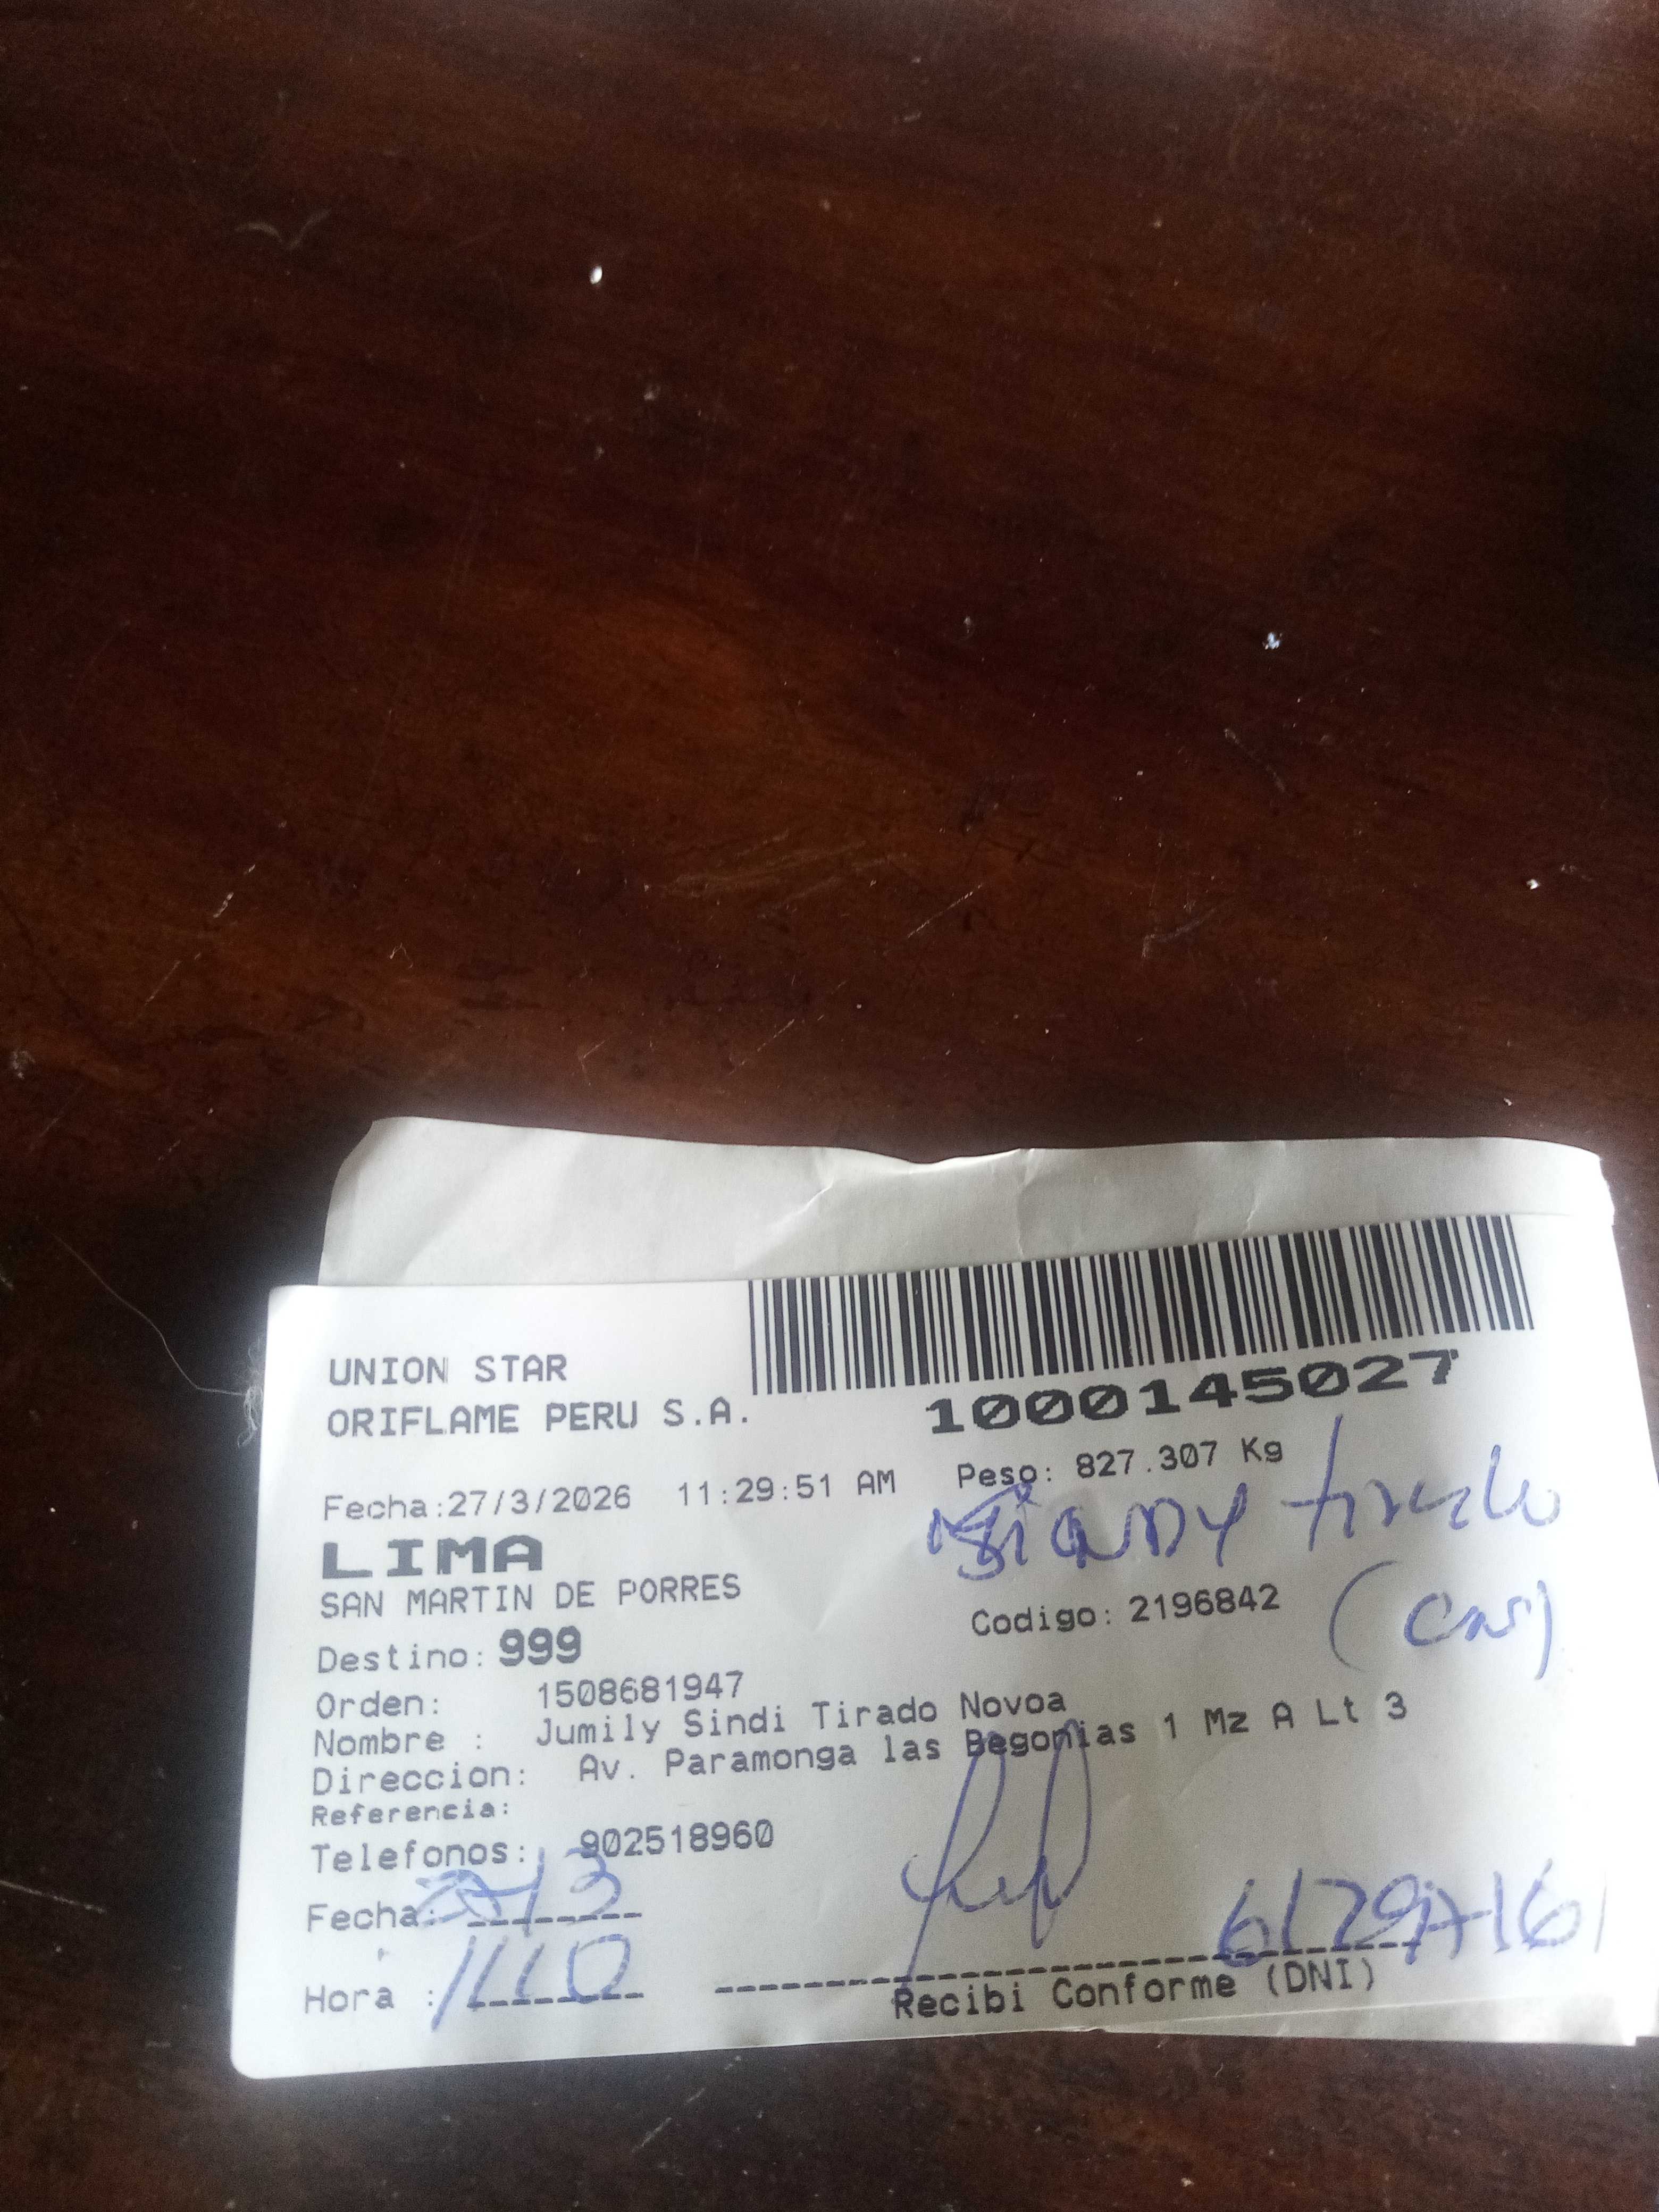 UNION STAR
ORIFLAME PERU S.A.
1000145027
Fecha:27/3/2026 11:29:51 AM Peso: 827.307 Kg
LIMA
SAN MARTIN DE PORRES
Destino: 999 Codigo: 2196842
Orden: 1508681947
Nombre : Jumily Sindi Tirado Novoa
Direccion: Av. Paramonga las Begonias 1 Mz A Lt 3
Referencia:
Telefonos: 902518960
Fecha:
Hora : 1110
Recibi Conforme (DNI)